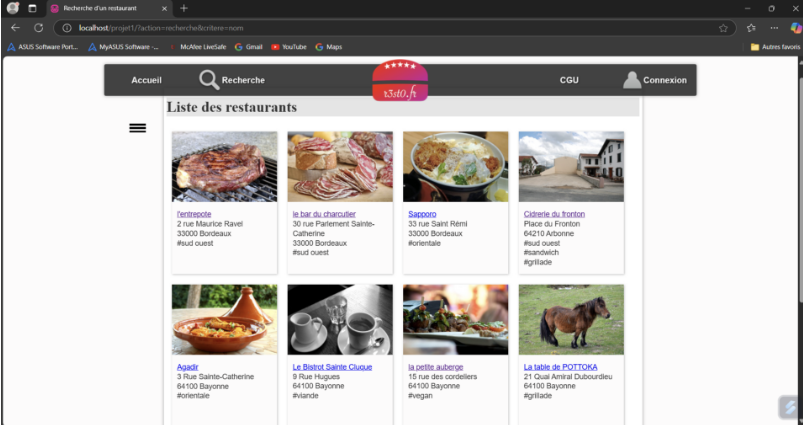 Recherche d'un restaurant
localhost/projet1/?action=recherche&critere=nom
ASUS Software Port...
MyASUS Software -...
McAfee LiveSafe
Gmail
YouTube
Maps
Autres favoris
Accueil
Recherche
r3st0.fr
CGU
Connexion
Liste des restaurants
l'entrepote
2 rue Maurice Ravel
33000 Bordeaux
#sud ouest
le bar du charcutier
30 rue Parlement Sainte-
Catherine
33000 Bordeaux
#sud ouest
Sapporo
33 rue Saint Rémi
33000 Bordeaux
#orientale
Cidrerie du fronton
Place du Fronton
64210 Arbonne
#sud ouest
#sandwich
#grillade
Agadir
3 Rue Sainte-Catherine
64100 Bayonne
#orientale
Le Bistrot Sainte Cluque
9 Rue Hugues
64100 Bayonne
#viande
la petite auberge
15 rue des cordeliers
64100 Bayonne
#vegan
La table de POTTOKA
21 Quai Amiral Dubourdieu
64100 Bayonne
#grillade